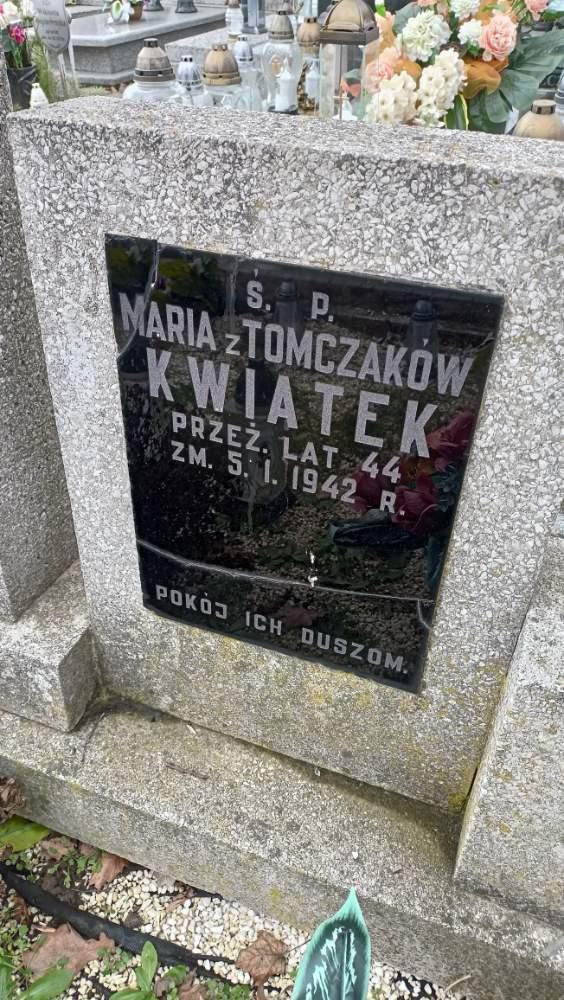 Ś. P.
MARIA z TOMCZAKÓW
KWIATEK
PRZEŻ. LAT 44
ZM. 5. I. 1942 R.
POKÓJ ICH DUSZOM.